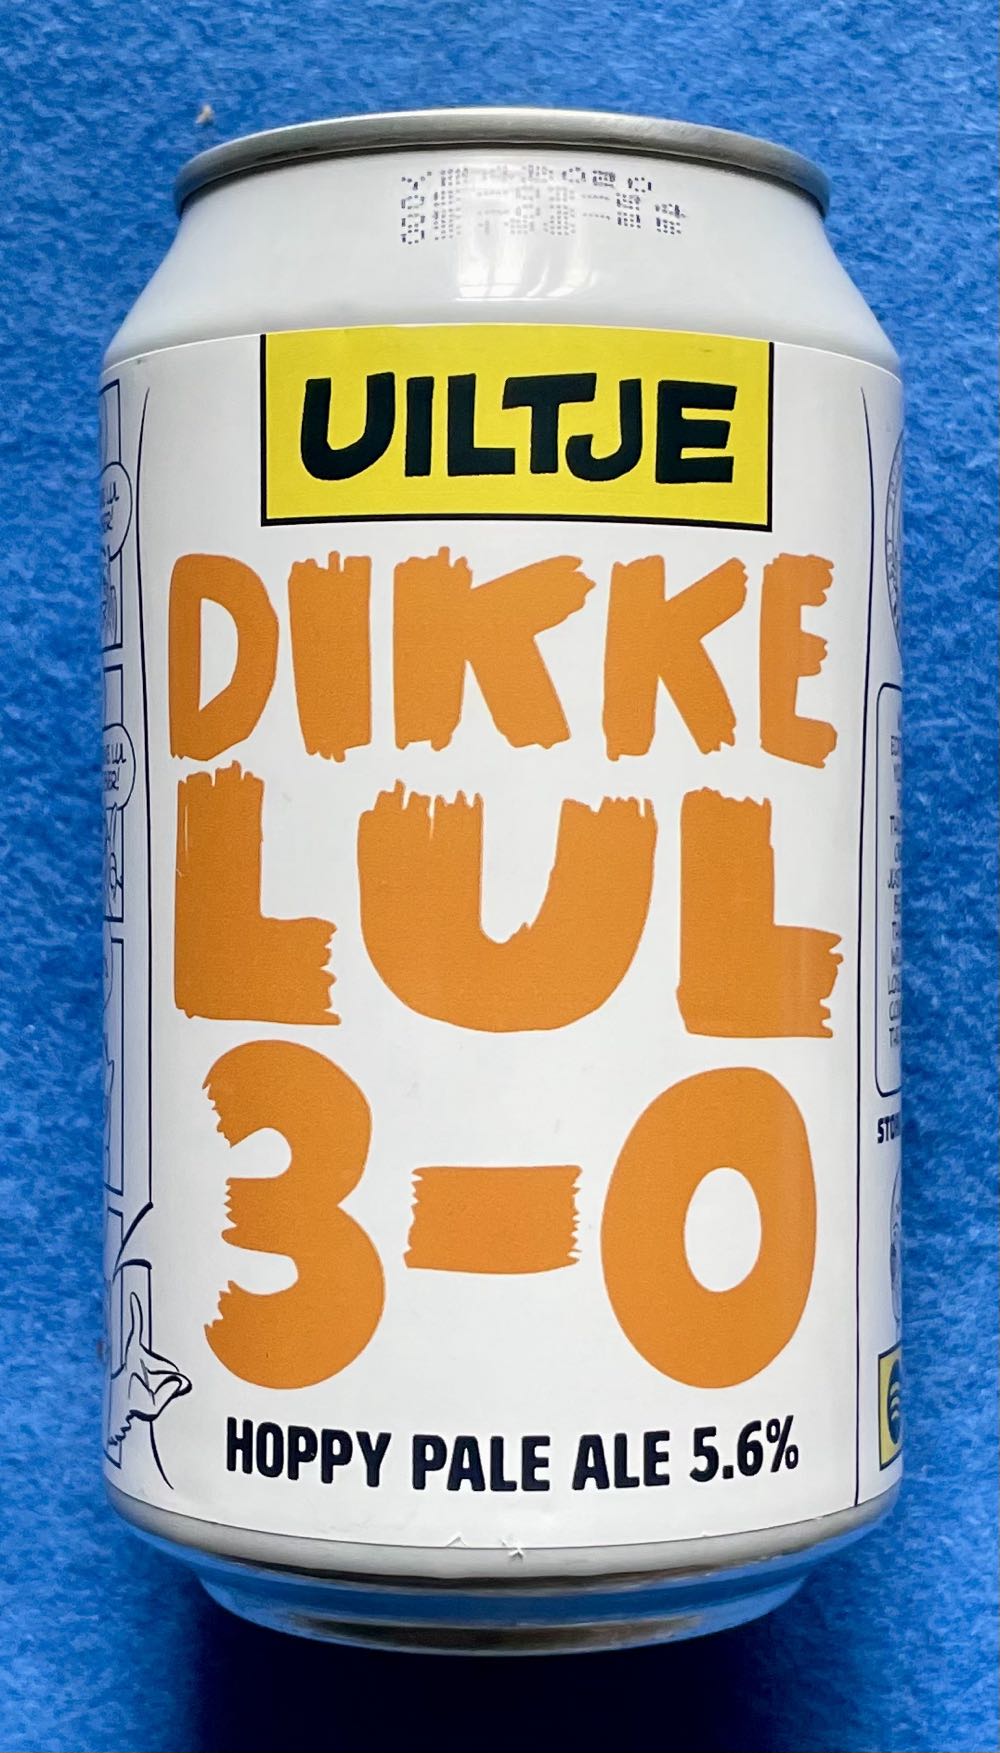 UILTJE
DIKKE
LUL
3-0
HOPPY PALE ALE 5.6%